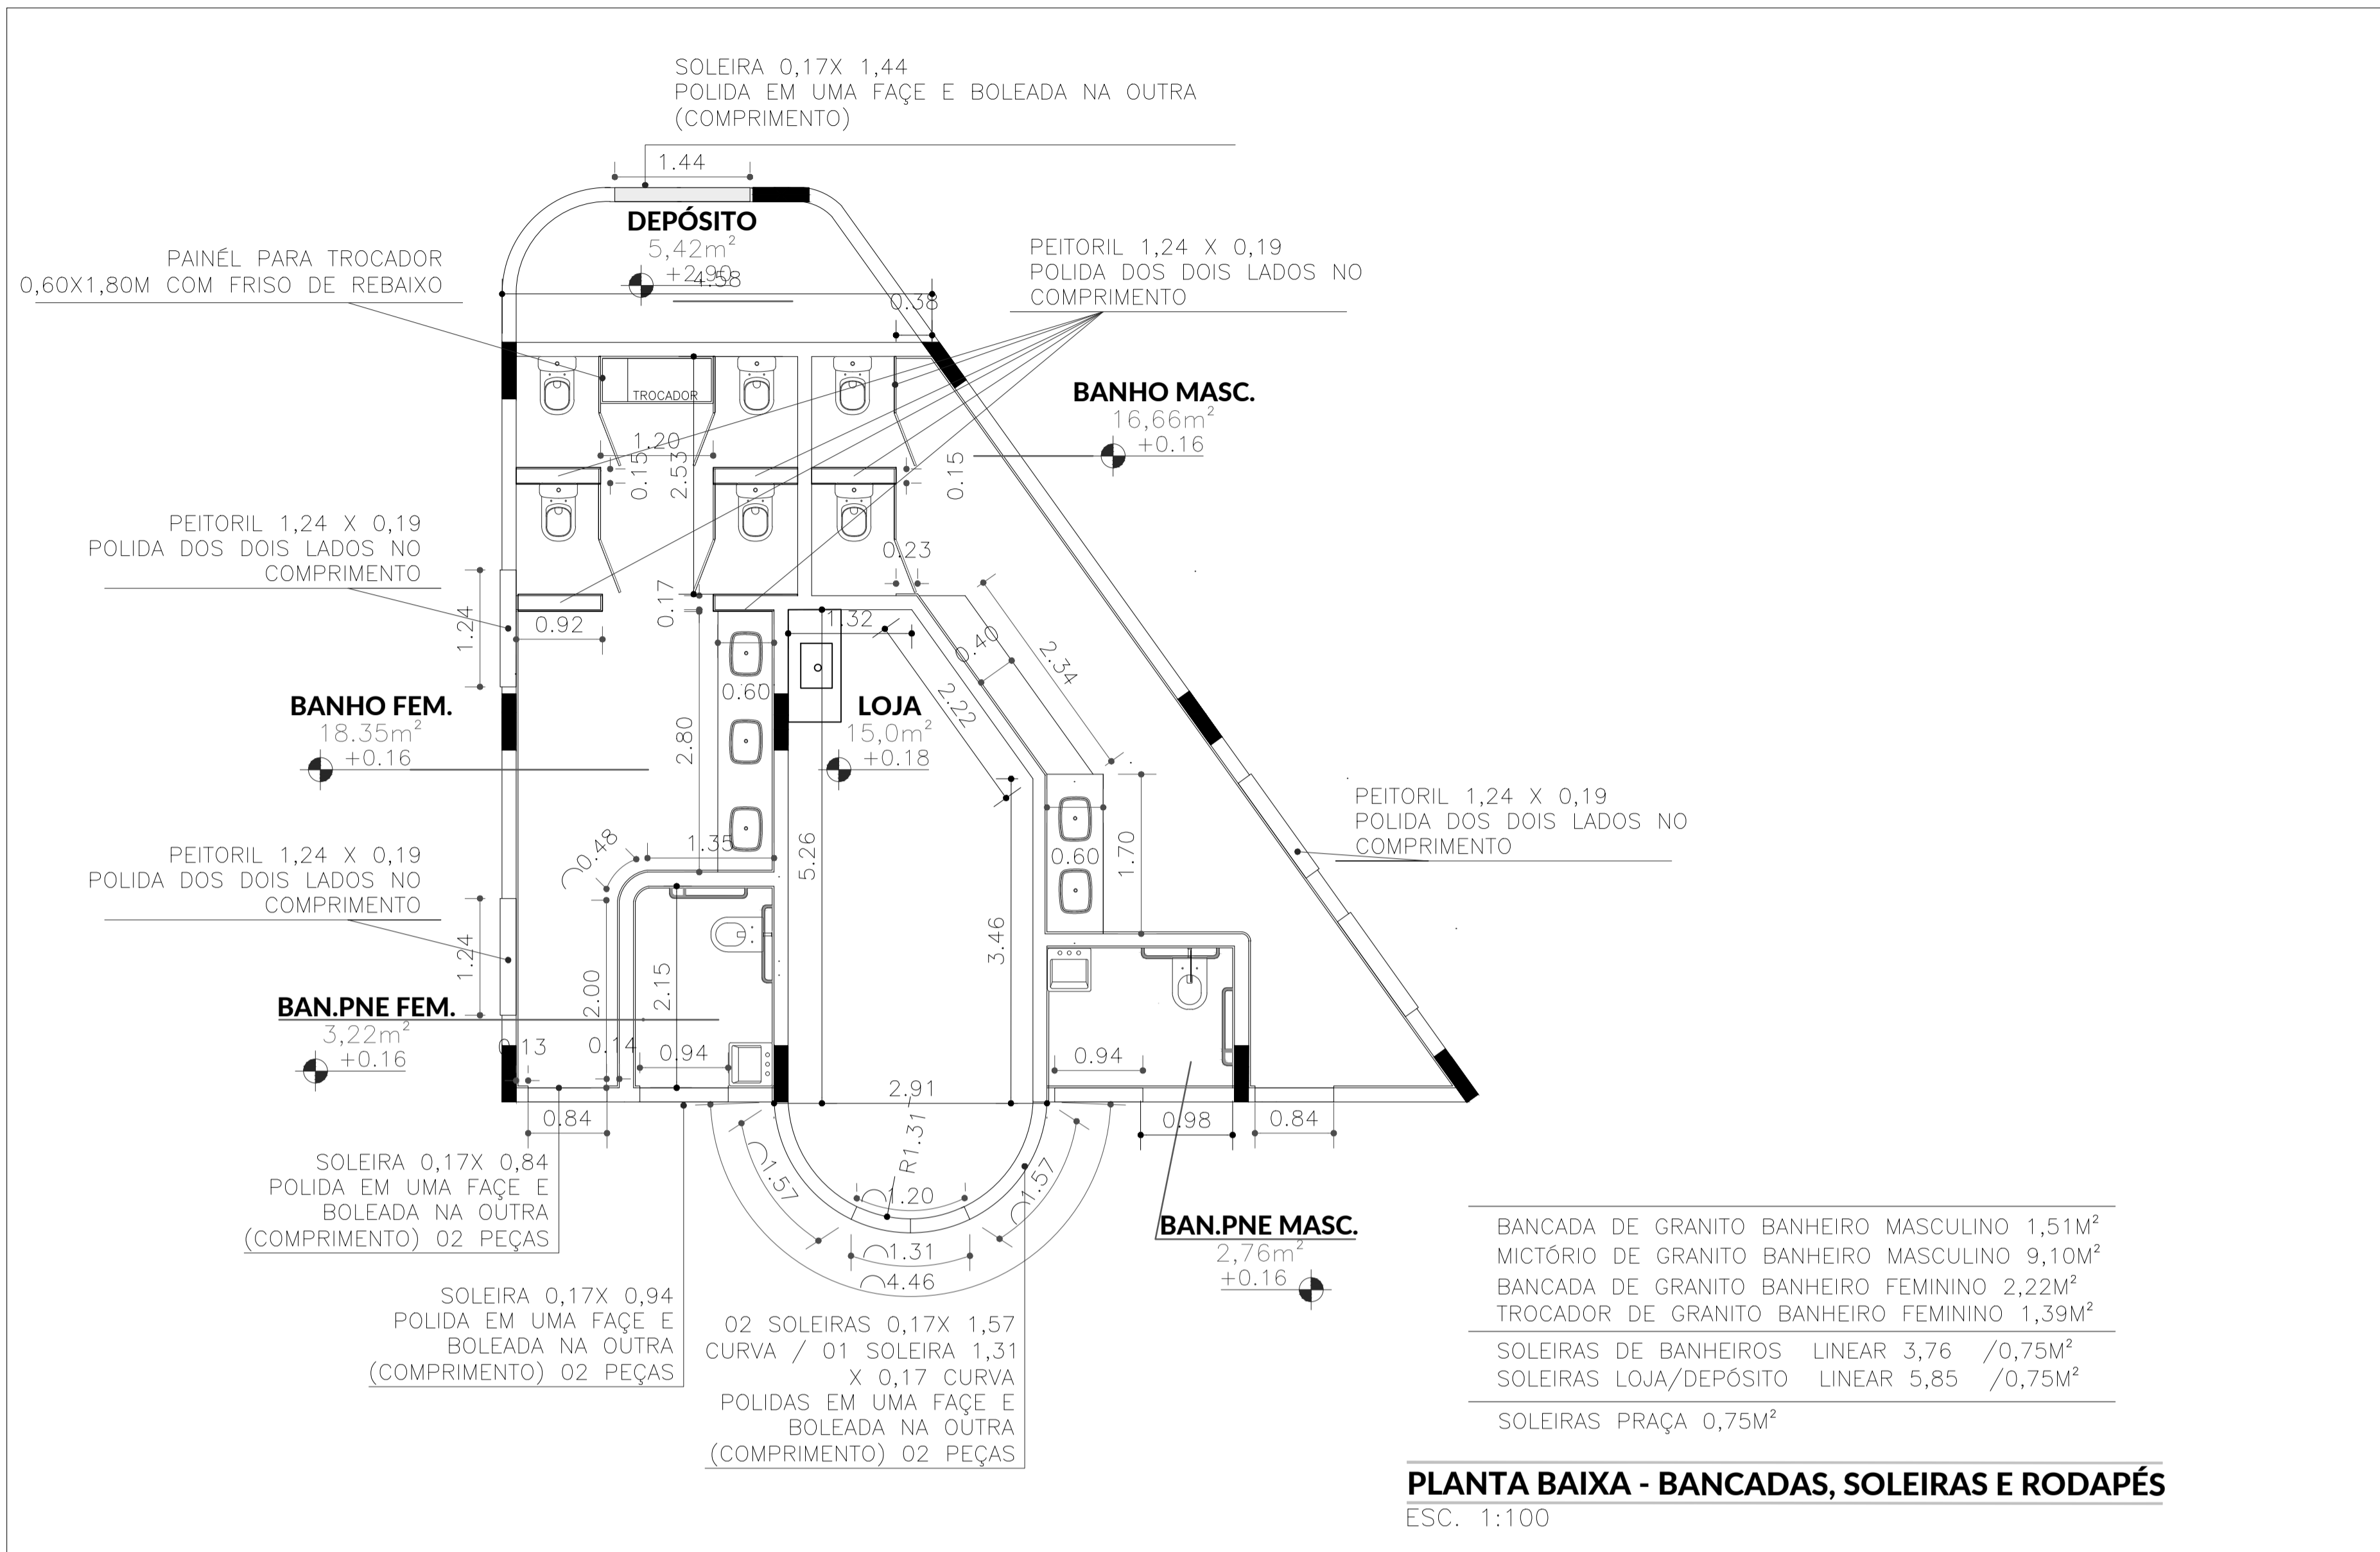 SOLEIRA 0,17X 1,44
POLIDA EM UMA FAÇE E BOLEADA NA OUTRA
(COMPRIMENTO)
1.44
DEPÓSITO
5,42m²
+2.90
4.58
0.38
PAINÉL PARA TROCADOR
0,60X1,80M COM FRISO DE REBAIXO
PEITORIL 1,24 X 0,19
POLIDA DOS DOIS LADOS NO
COMPRIMENTO
TROCADOR
BANHO MASC.
16,66m²
+0.16
1.20
0.15
2.53
0.15
PEITORIL 1,24 X 0,19
POLIDA DOS DOIS LADOS NO
COMPRIMENTO
0.23
0.17
1.24
0.92
1.32
0.40
2.34
BANHO FEM.
18.35m²
+0.16
0.60
2.80
LOJA
15,0m²
+0.18
2.22
PEITORIL 1,24 X 0,19
POLIDA DOS DOIS LADOS NO
COMPRIMENTO
PEITORIL 1,24 X 0,19
POLIDA DOS DOIS LADOS NO
COMPRIMENTO
0.48
1.35
5.26
0.60
1.70
1.24
3.46
2.00
2.15
BAN.PNE FEM.
3,22m²
+0.16
0.13
0.14
0.94
0.94
2.91
0.84
R1.31
0.98
0.84
1.57
1.20
1.57
1.31
4.46
SOLEIRA 0,17X 0,84
POLIDA EM UMA FAÇE E
BOLEADA NA OUTRA
(COMPRIMENTO) 02 PEÇAS
SOLEIRA 0,17X 0,94
POLIDA EM UMA FAÇE E
BOLEADA NA OUTRA
(COMPRIMENTO) 02 PEÇAS
02 SOLEIRAS 0,17X 1,57
CURVA / 01 SOLEIRA 1,31
X 0,17 CURVA
POLIDAS EM UMA FAÇE E
BOLEADA NA OUTRA
(COMPRIMENTO) 02 PEÇAS
BAN.PNE MASC.
2,76m²
+0.16
BANCADA DE GRANITO BANHEIRO MASCULINO 1,51M²
MICTÓRIO DE GRANITO BANHEIRO MASCULINO 9,10M²
BANCADA DE GRANITO BANHEIRO FEMININO 2,22M²
TROCADOR DE GRANITO BANHEIRO FEMININO 1,39M²
SOLEIRAS DE BANHEIROS LINEAR 3,76 /0,75M²
SOLEIRAS LOJA/DEPÓSITO LINEAR 5,85 /0,75M²
SOLEIRAS PRAÇA 0,75M²
PLANTA BAIXA - BANCADAS, SOLEIRAS E RODAPÉS
ESC. 1:100